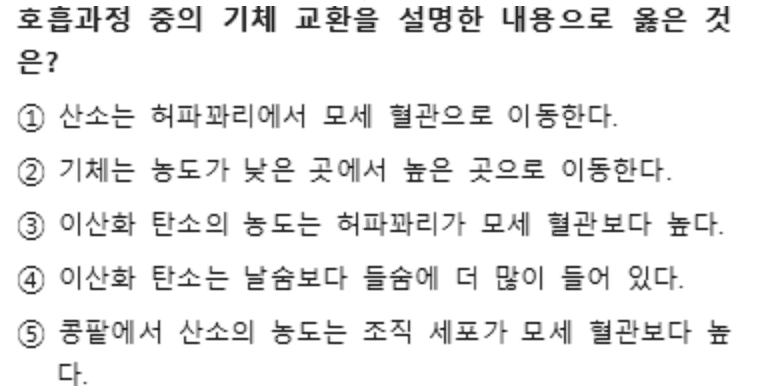 호흡과정 중의 기체 교환을 설명한 내용으로 옳은 것
은?
① 산소는 허파꽈리에서 모세 혈관으로 이동한다.
② 기체는 농도가 낮은 곳에서 높은 곳으로 이동한다.
③ 이산화 탄소의 농도는 허파꽈리가 모세 혈관보다 높다.
④ 이산화 탄소는 날숨보다 들숨에 더 많이 들어 있다.
⑤ 콩팥에서 산소의 농도는 조직 세포가 모세 혈관보다 높
다.